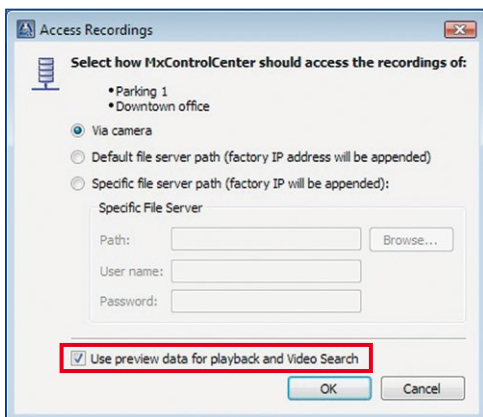 Access Recordings
Select how MxControlCenter should access the recordings of:
•Parking 1
•Downtown office
Via camera
Default file server path (factory IP address will be appended)
Specific file server path (factory IP will be appended):
Specific File Server
Path:
Browse...
User name:
Password:
Use preview data for playback and Video Search
OK
Cancel